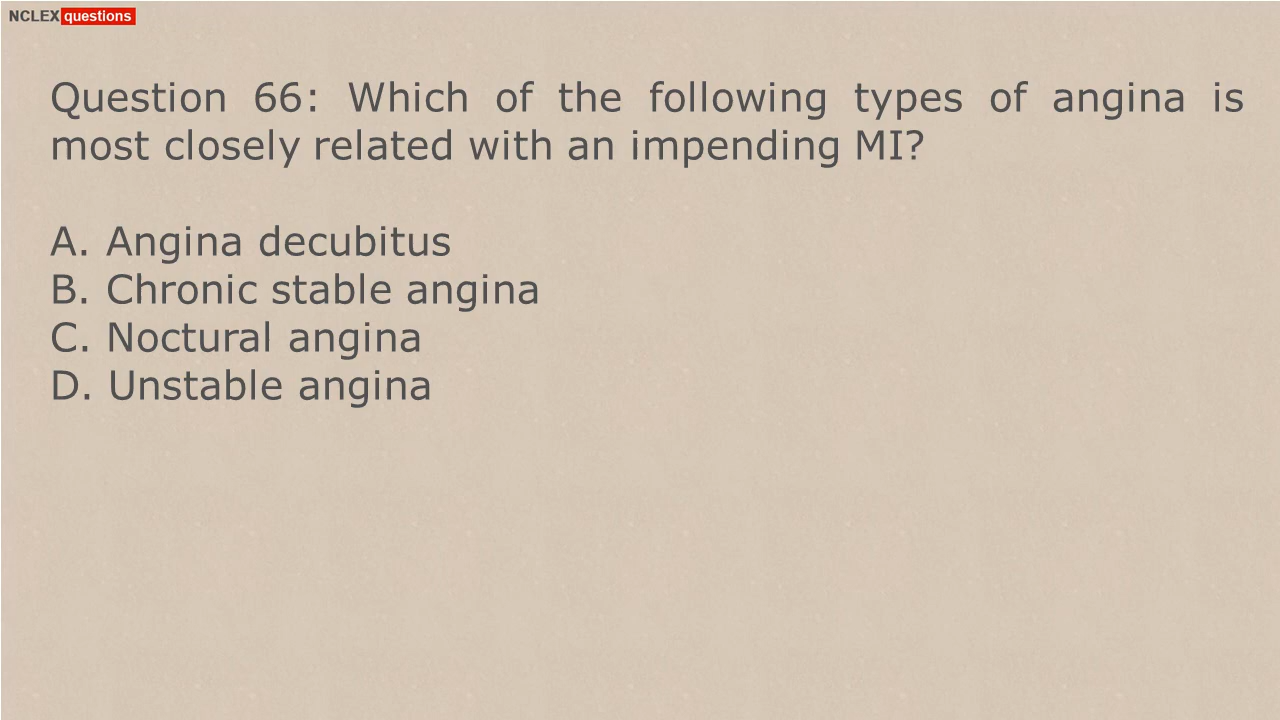 NCLEX questions
Question 66: Which of the following types of angina is
most closely related with an impending MI?
A. Angina decubitus
B. Chronic stable angina
C. Noctural angina
D. Unstable angina